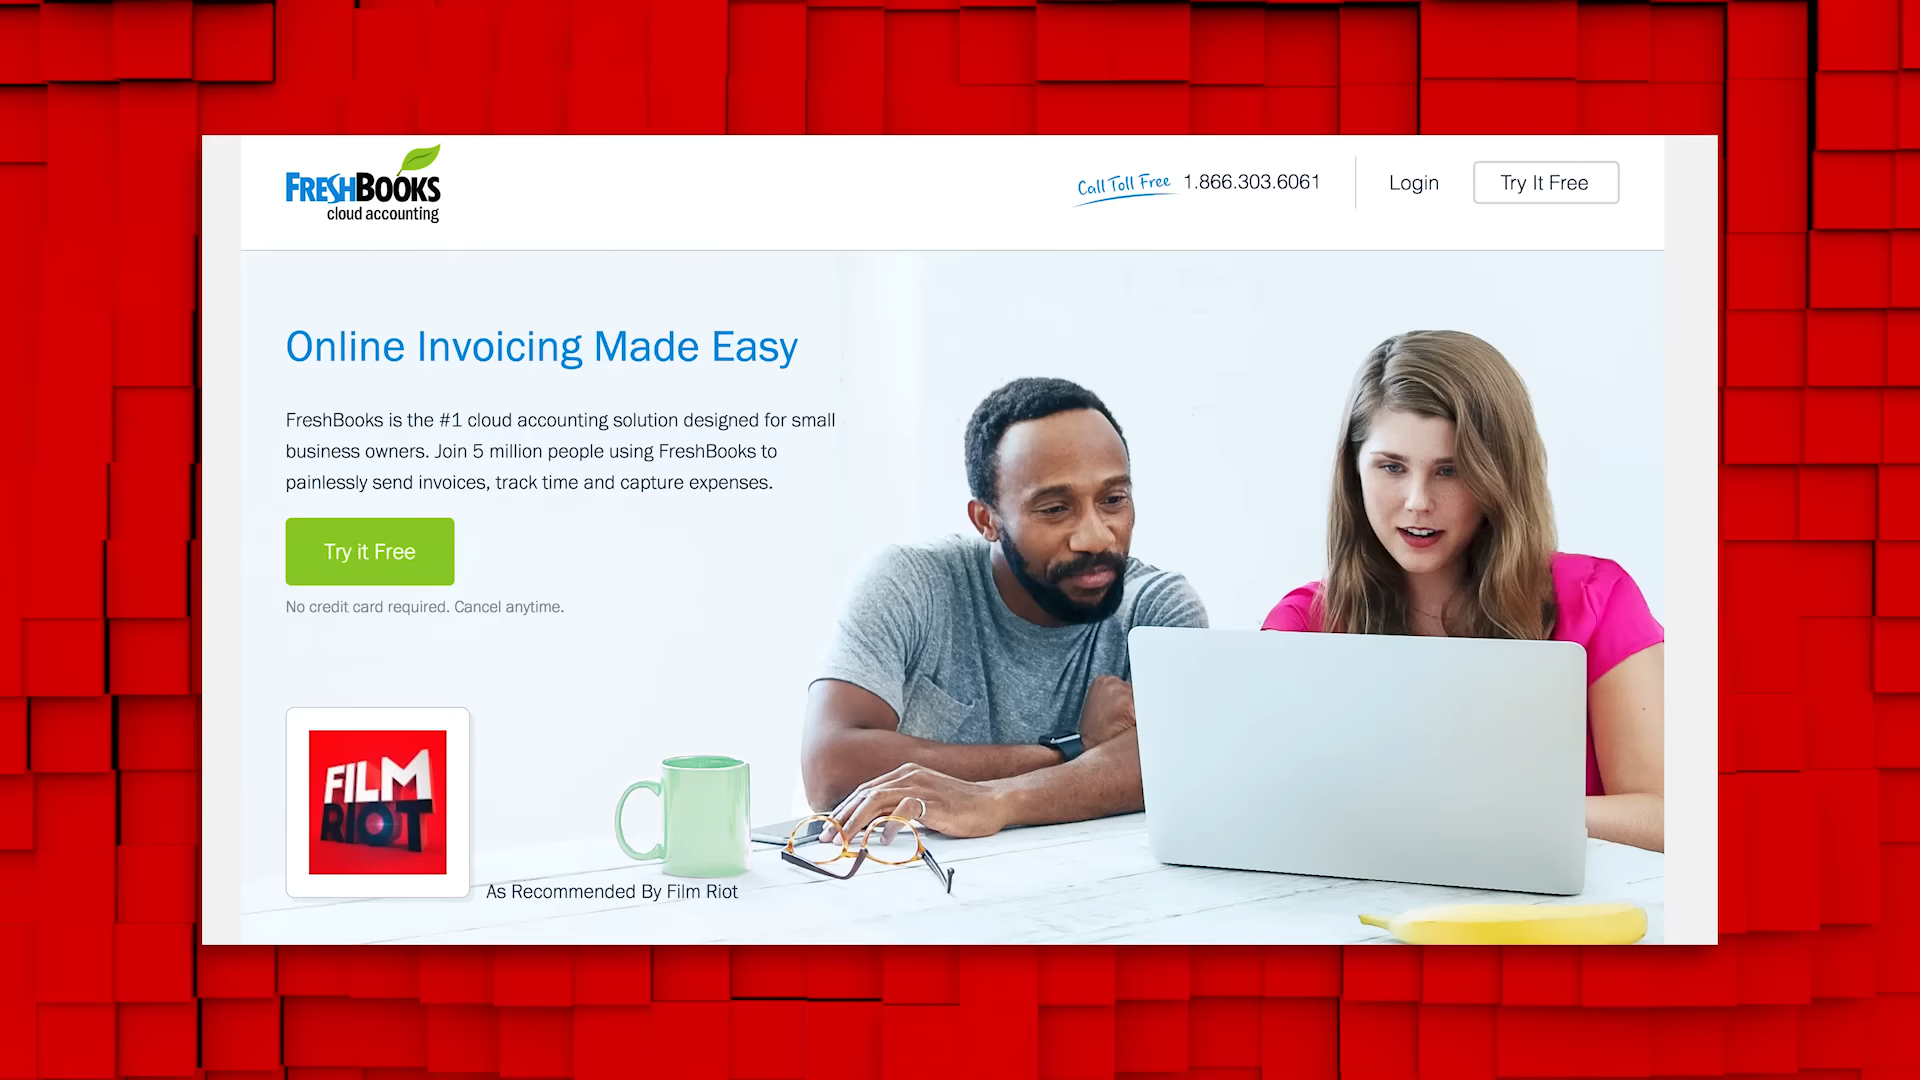 FRESHBOOKS
cloud accounting
Call Toll Free 1.866.303.6061
Login
Try It Free
Online Invoicing Made Easy
FreshBooks is the #1 cloud accounting solution designed for small
business owners. Join 5 million people using FreshBooks to
painlessly send invoices, track time and capture expenses.
Try it Free
No credit card required. Cancel anytime.
FILM
RIOT
As Recommended By Film Riot